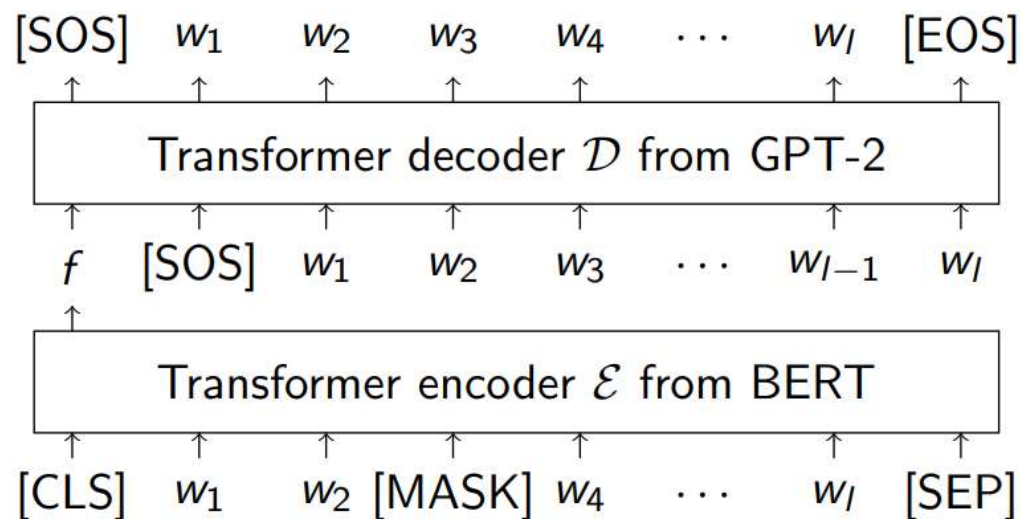 [SOS] w₁ w₂ w₃ w₄ ··· wₗ [EOS]
Transformer decoder 𝒟 from GPT-2
f [SOS] w₁ w₂ w₃ ··· wₗ₋₁ wₗ
Transformer encoder ℰ from BERT
[CLS] w₁ w₂ [MASK] w₄ ··· wₗ [SEP]